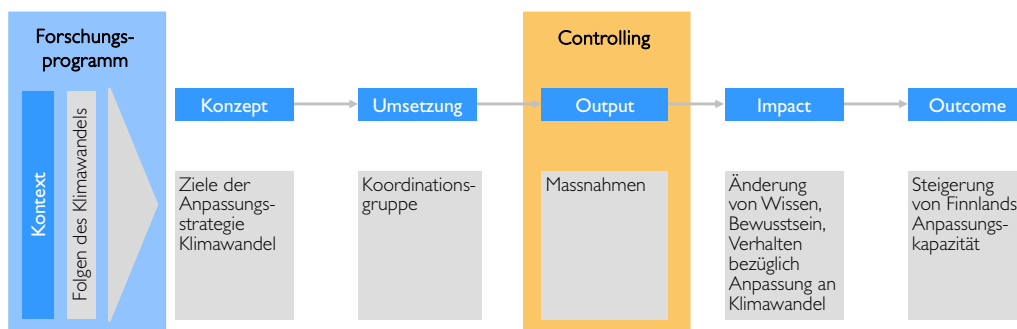 Forschungs-
programm
Kontext
Folgen des Klimawandels
Controlling
Konzept
Umsetzung
Output
Impact
Outcome
Ziele der
Anpassungs-
strategie
Klimawandel
Koordinations-
gruppe
Massnahmen
Änderung
von Wissen,
Bewusstsein,
Verhalten
bezüglich
Anpassung an
Klimawandel
Steigerung
von Finnlands
Anpassungs-
kapazität